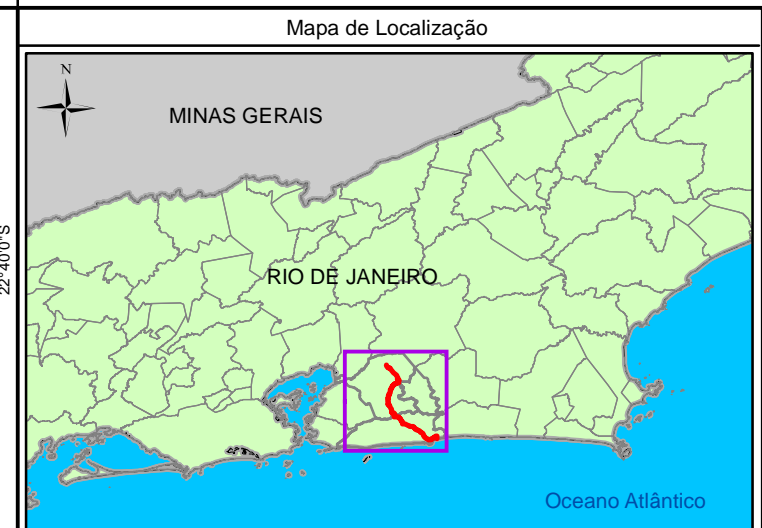 Mapa de Localização
N
MINAS GERAIS
22°40'0"S
RIO DE JANEIRO
Oceano Atlântico